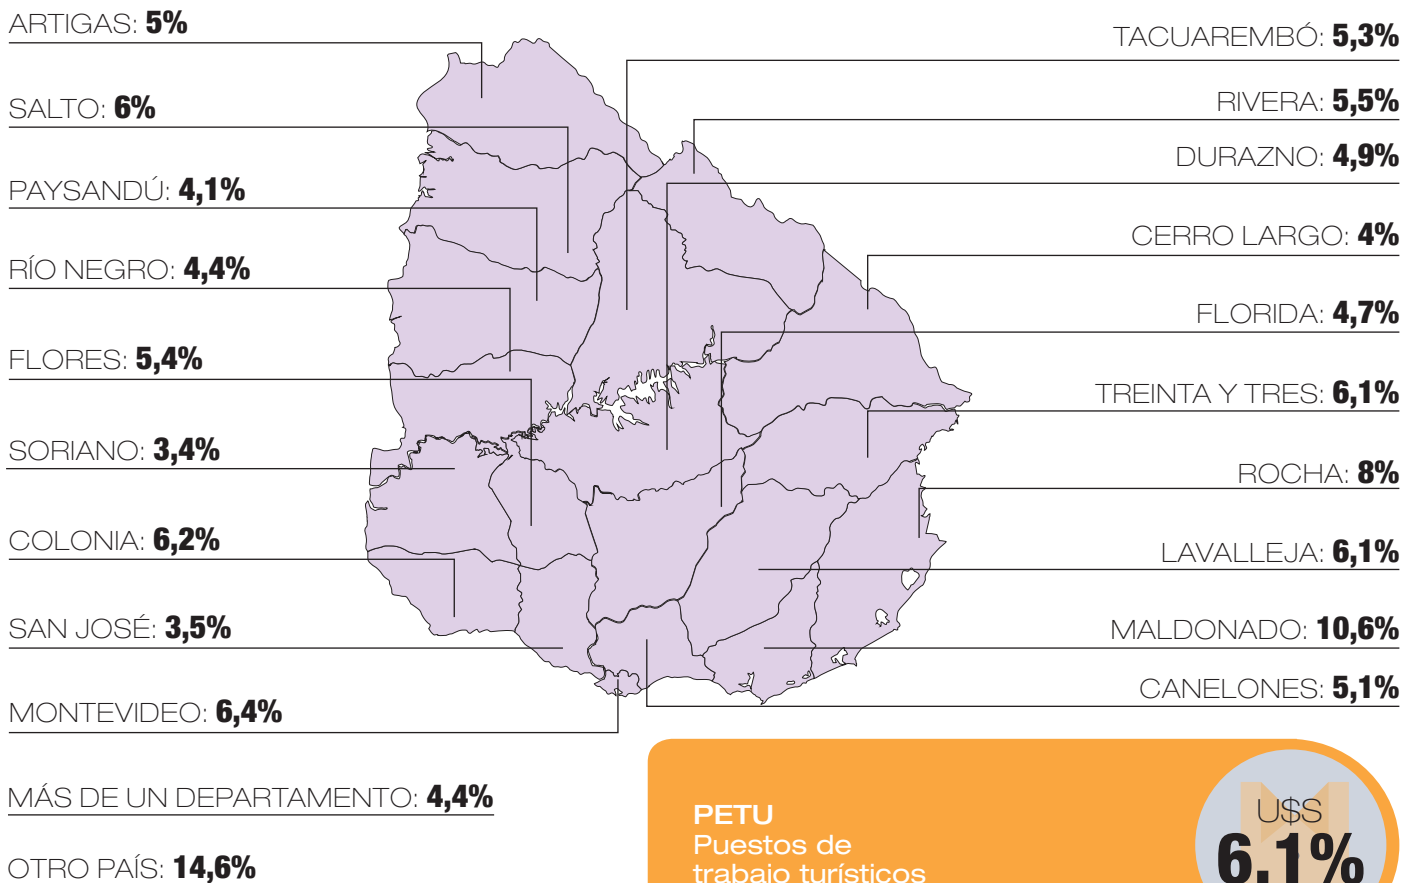 ARTIGAS: 5%
SALTO: 6%
PAYSANDÚ: 4,1%
RÍO NEGRO: 4,4%
FLORES: 5,4%
SORIANO: 3,4%
COLONIA: 6,2%
SAN JOSÉ: 3,5%
MONTEVIDEO: 6,4%
MÁS DE UN DEPARTAMENTO: 4,4%
OTRO PAÍS: 14,6%
TACUAREMBÓ: 5,3%
RIVERA: 5,5%
DURAZNO: 4,9%
CERRO LARGO: 4%
FLORIDA: 4,7%
TREINTA Y TRES: 6,1%
ROCHA: 8%
LAVALLEJA: 6,1%
MALDONADO: 10,6%
CANELONES: 5,1%
PETU
Puestos de
trabajo turísticos
U$S
6,1%